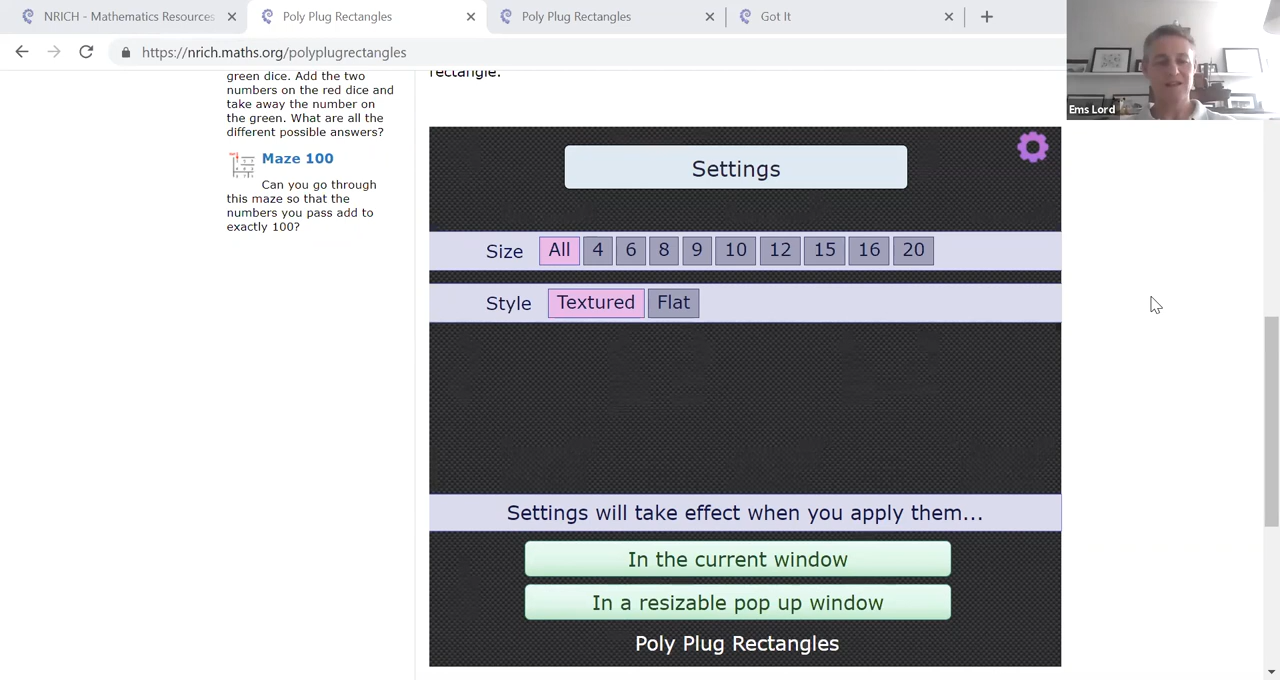 NRICH - Mathematics Resources
Poly Plug Rectangles
Poly Plug Rectangles
Got It
https://nrich.maths.org/polyplugrectangles
Ems Lord
green dice. Add the two
numbers on the red dice and
take away the number on
the green. What are all the
different possible answers?
Maze 100
Can you go through
this maze so that the
numbers you pass add to
exactly 100?
rectangle.
Settings
Size All 4 6 8 9 10 12 15 16 20
Style Textured Flat
Settings will take effect when you apply them...
In the current window
In a resizable pop up window
Poly Plug Rectangles